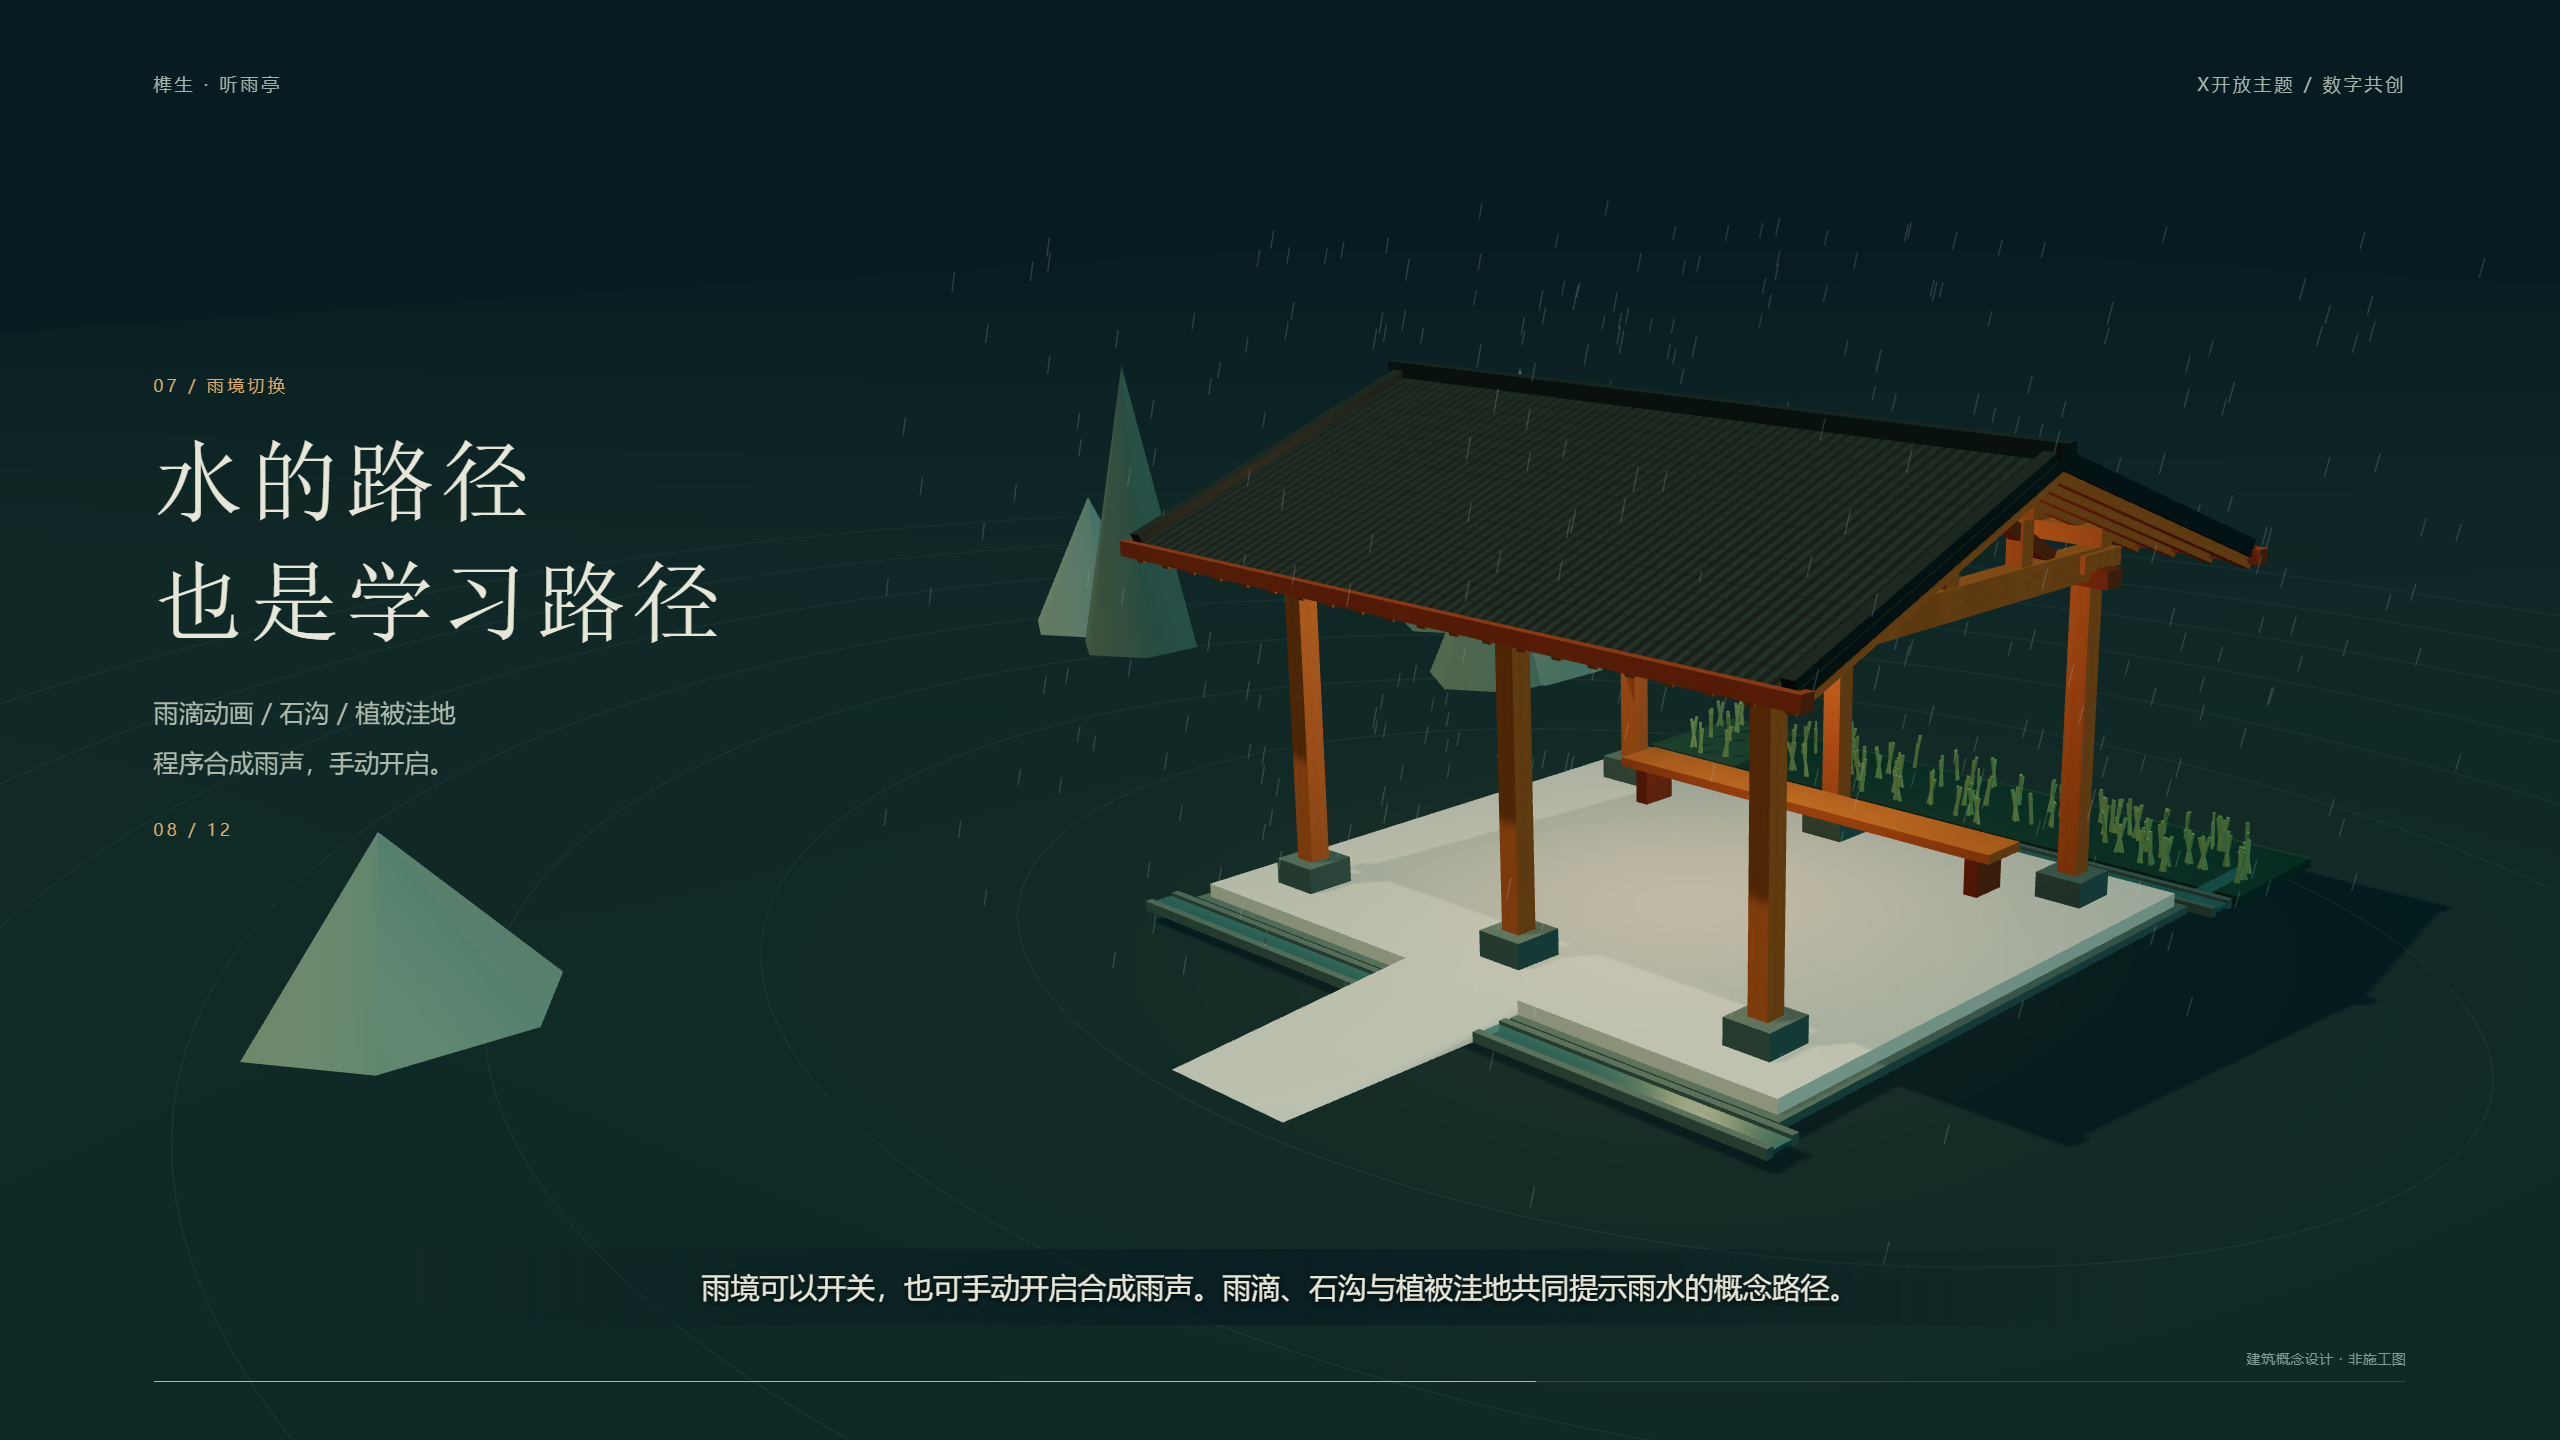 榫生 · 听雨亭
X开放主题 / 数字共创
07 / 雨境切换
水的路径
也是学习路径
雨滴动画 / 石沟 / 植被洼地
程序合成雨声，手动开启。
08 / 12
雨境可以开关，也可手动开启合成雨声。雨滴、石沟与植被洼地共同提示雨水的概念路径。
建筑概念设计 · 非施工图